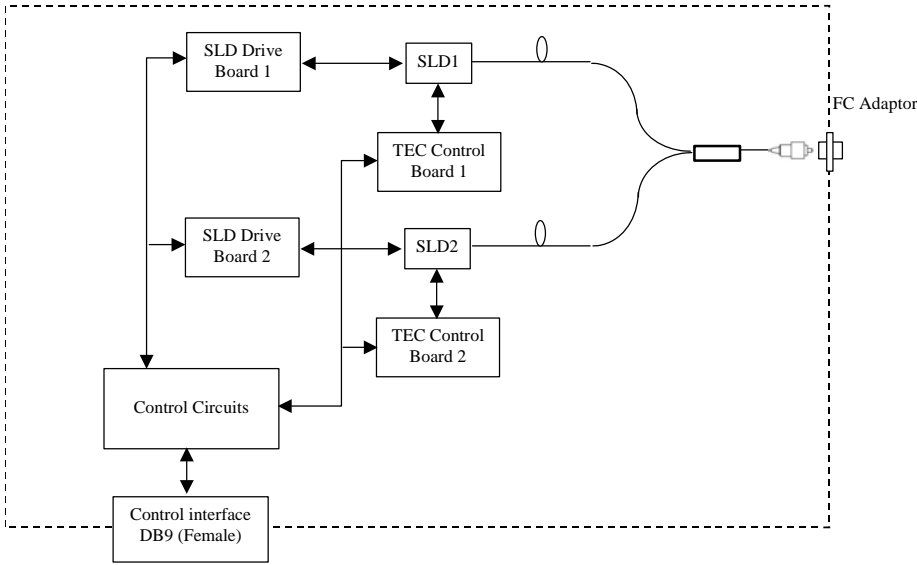 SLD Drive
Board 1
SLD1
FC Adaptor
TEC Control
Board 1
SLD Drive
Board 2
SLD2
TEC Control
Board 2
Control Circuits
Control interface
DB9 (Female)